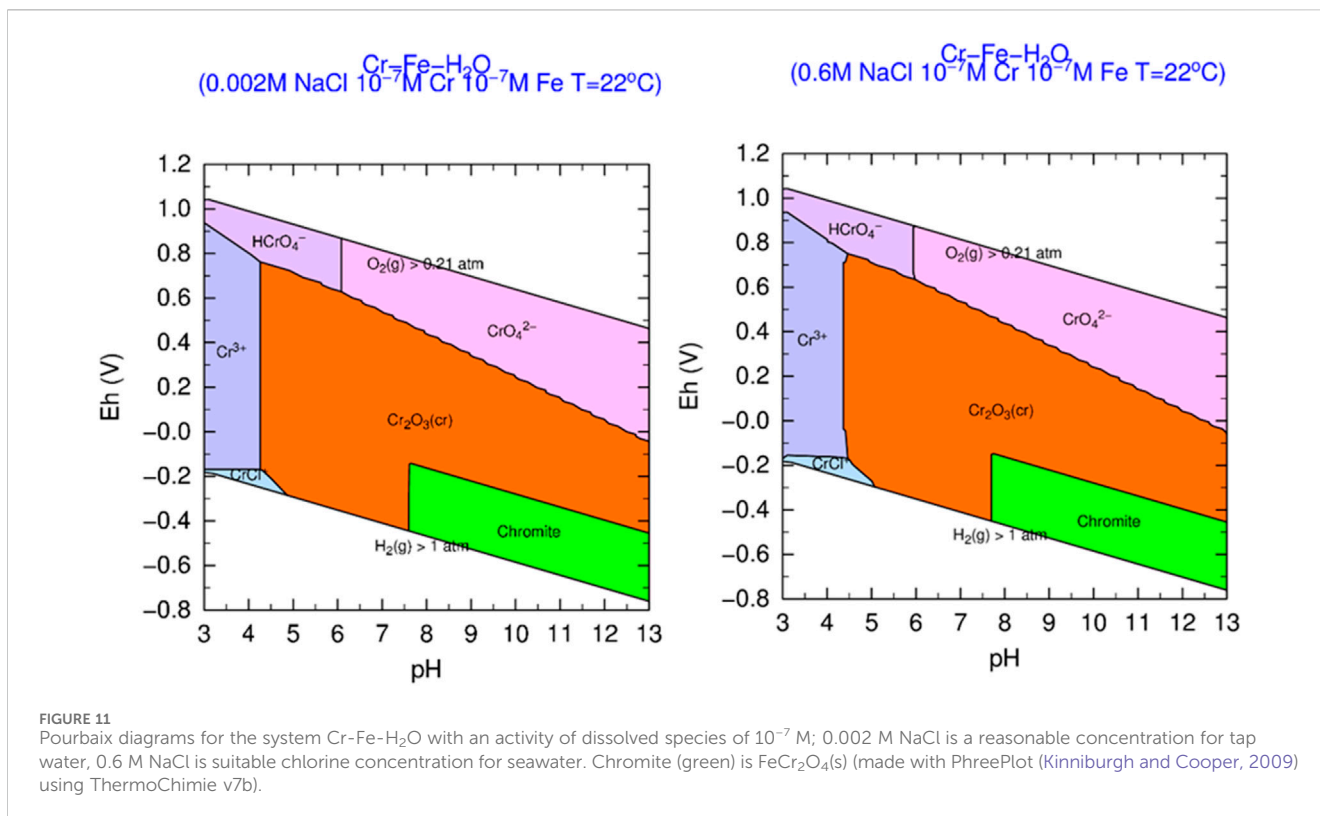 Cr–Fe–H₂O
(0.002M NaCl 10⁻⁷M Cr 10⁻⁷M Fe T=22°C)
1.2
1.0
0.8
0.6
0.4
0.2
−0.0
−0.2
−0.4
−0.6
−0.8
Eh (V)
HCrO₄⁻
O₂(g) > 0.21 atm
CrO₄²⁻
Cr³⁺
Cr₂O₃(cr)
CrCl⁺
Chromite
H₂(g) > 1 atm
3 4 5 6 7 8 9 10 11 12 13
pH
Cr–Fe–H₂O
(0.6M NaCl 10⁻⁷M Cr 10⁻⁷M Fe T=22°C)
1.2
1.0
0.8
0.6
0.4
0.2
−0.0
−0.2
−0.4
−0.6
−0.8
Eh (V)
HCrO₄⁻
O₂(g) > 0.21 atm
CrO₄²⁻
Cr³⁺
Cr₂O₃(cr)
CrCl⁺
Chromite
H₂(g) > 1 atm
3 4 5 6 7 8 9 10 11 12 13
pH
FIGURE 11
Pourbaix diagrams for the system Cr-Fe-H₂O with an activity of dissolved species of 10⁻⁷ M; 0.002 M NaCl is a reasonable concentration for tap
water, 0.6 M NaCl is suitable chlorine concentration for seawater. Chromite (green) is FeCr₂O₄(s) (made with PhreePlot (Kinniburgh and Cooper, 2009)
using ThermoChimie v7b).